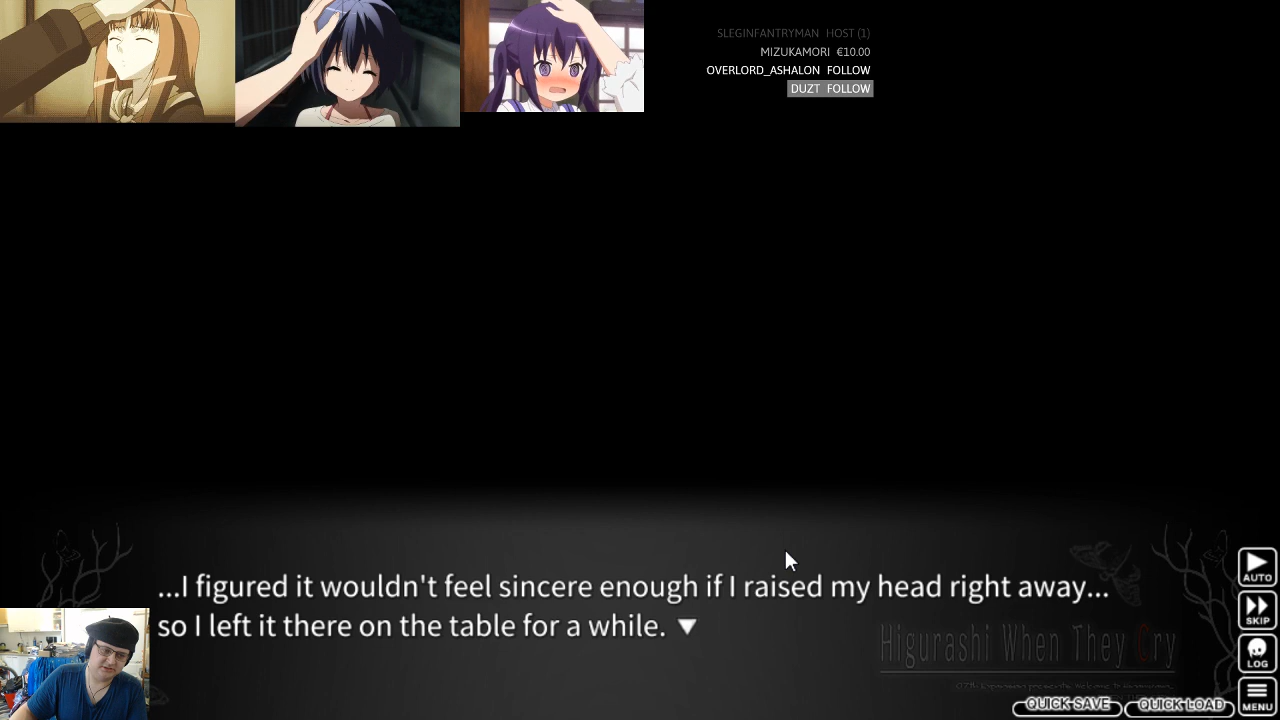 SLEGINFANTRYMAN HOST (1)
MIZUKAMORI €10.00
OVERLORD_ASHALON FOLLOW
DUZT FOLLOW
...I figured it wouldn't feel sincere enough if I raised my head right away...
so I left it there on the table for a while.
Higurashi When They Cry
AUTO
SKIP
LOG
MENU
QUICK SAVE QUICK LOAD